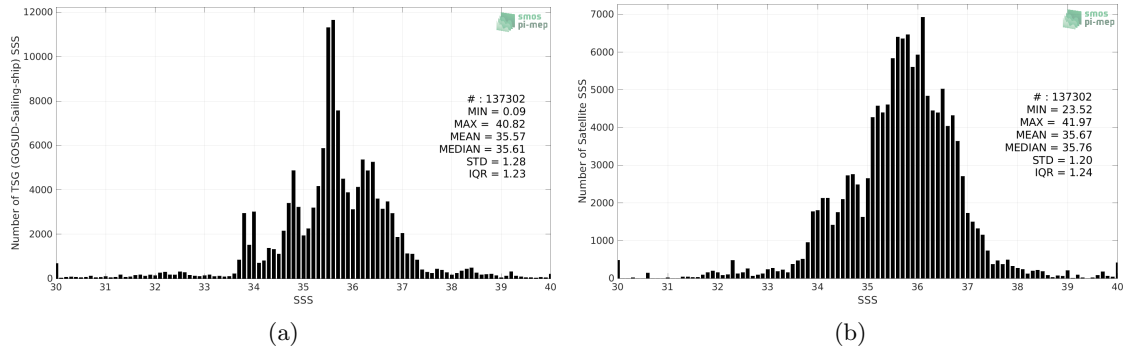 12000
10000
8000
6000
4000
2000
0
Number of TSG (GOSUD-Sailing-ship) SSS
smos
pi-mep
# : 137302
MIN = 0.09
MAX = 40.82
MEAN = 35.57
MEDIAN = 35.61
STD = 1.28
IQR = 1.23
30 31 32 33 34 35 36 37 38 39 40
SSS
(a)
7000
6000
5000
4000
3000
2000
1000
0
Number of Satellite SSS
smos
pi-mep
# : 137302
MIN = 23.52
MAX = 41.97
MEAN = 35.67
MEDIAN = 35.76
STD = 1.20
IQR = 1.24
30 31 32 33 34 35 36 37 38 39 40
SSS
(b)